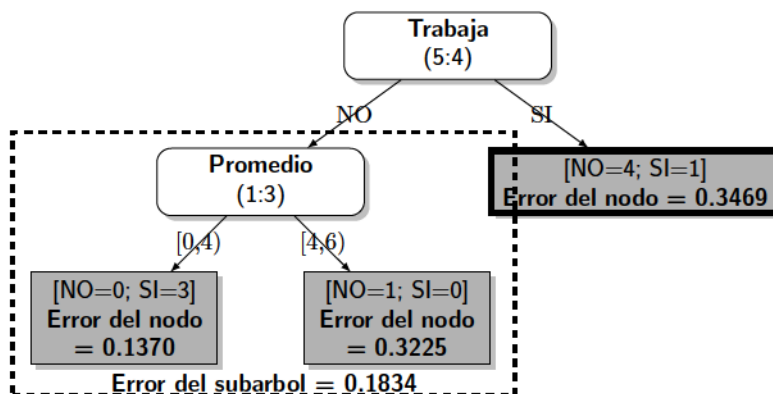 Trabaja
(5:4)
NO
SI
Promedio
(1:3)
[NO=4; SI=1]
Error del nodo = 0.3469
[0,4)
[4,6)
[NO=0; SI=3]
Error del nodo
= 0.1370
[NO=1; SI=0]
Error del nodo
= 0.3225
Error del subarbol = 0.1834